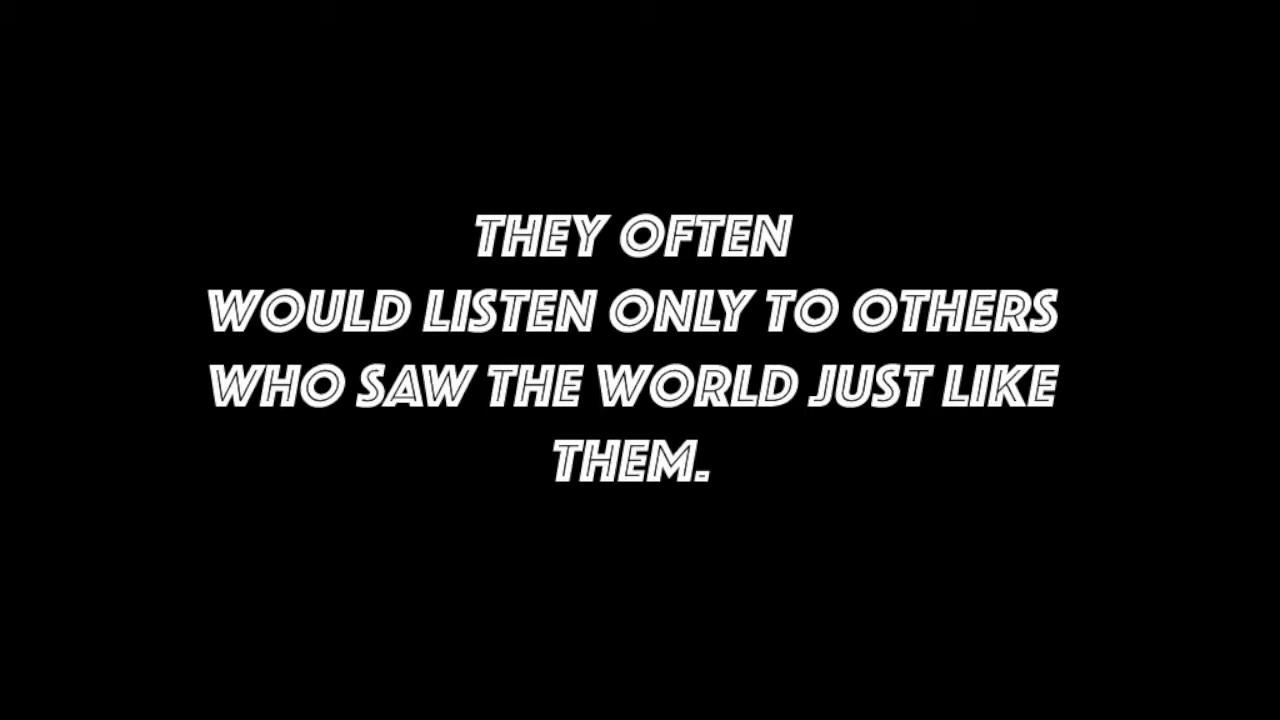 THEY OFTEN
WOULD LISTEN ONLY TO OTHERS
WHO SAW THE WORLD JUST LIKE
THEM.